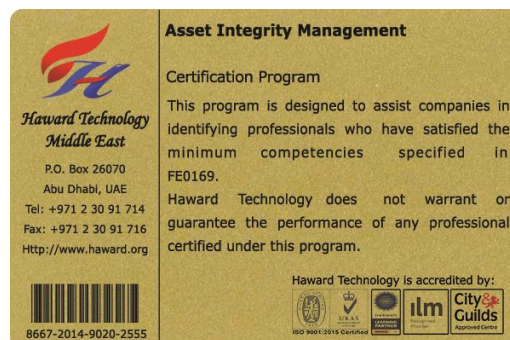 Haward Technology
Middle East
P.O. Box 26070
Abu Dhabi, UAE
Tel: +971 2 30 91 714
Fax: +971 2 30 91 716
Http://www.haward.org
8667-2014-9020-2555
Asset Integrity Management
Certification Program
This program is designed to assist companies in
identifying professionals who have satisfied the
minimum competencies specified in
FE0169.
Haward Technology does not warrant or
guarantee the performance of any professional
certified under this program.
Haward Technology is accredited by:
UKAS
ISO 9001:2015 Certified
LEARNING
PARTNER
ilm
Recognised
Provider
City &
Guilds
Approved Centre